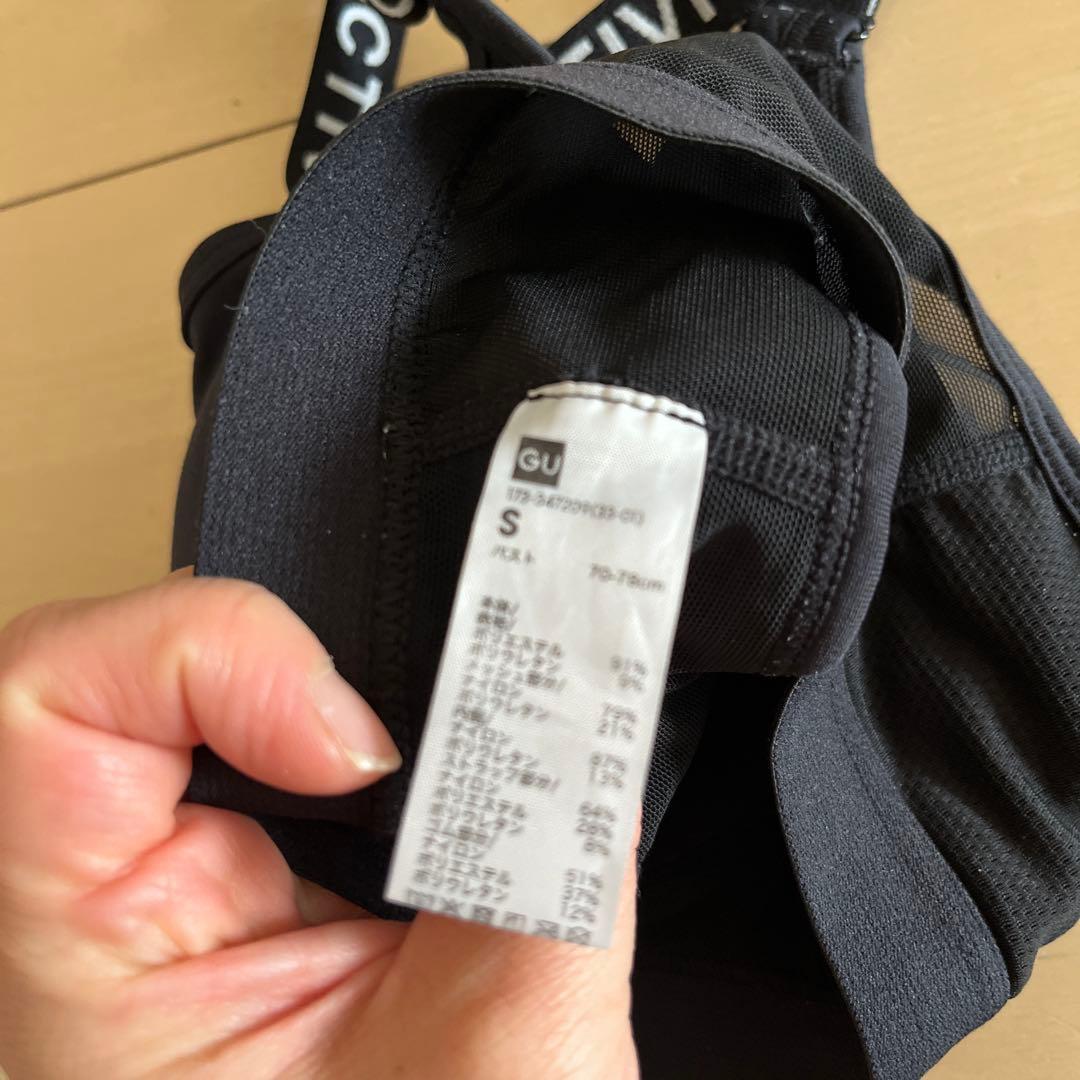 GU
173-347209(33-01)
S
バスト 70-78cm
本体/
表地/
ポリエステル 91%
ポリウレタン 9%
メッシュ部分/
ナイロン 79%
ポリウレタン 21%
内側/
ナイロン 87%
ポリウレタン 13%
ストラップ部分/
ナイロン 64%
ポリエステル 28%
ポリウレタン 8%
ゴム部分/
ナイロン 51%
ポリエステル 37%
ポリウレタン 12%